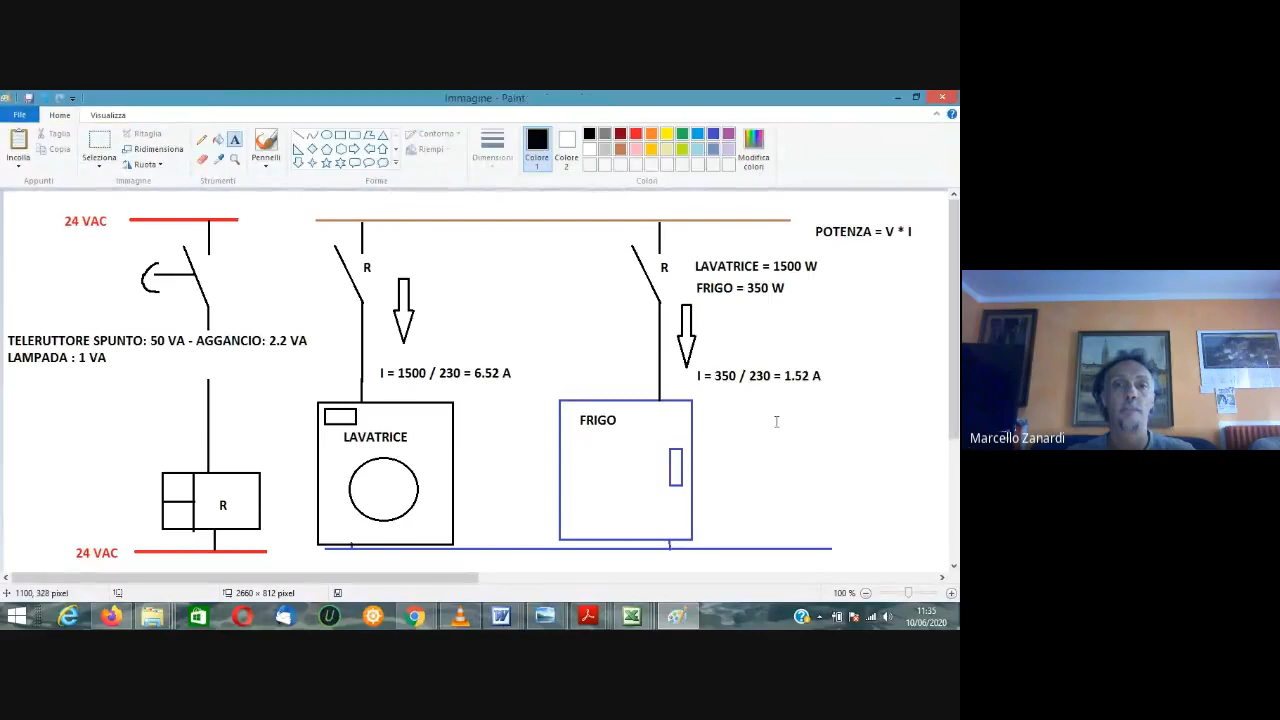 Immagine - Paint
File
Home
Visualizza
Incolla
Taglia
Copia
Appunti
Seleziona
Ritaglia
Ridimensiona
Ruota
Immagine
Strumenti
Pennelli
Contorno
Riempi
Forme
Dimensioni
Colore 1
Colore 2
Modifica colori
Colori
24 VAC
POTENZA = V * I
R
R
LAVATRICE = 1500 W
FRIGO = 350 W
TELERUTTORE SPUNTO: 50 VA - AGGANCIO: 2.2 VA
LAMPADA : 1 VA
I = 1500 / 230 = 6.52 A
I = 350 / 230 = 1.52 A
FRIGO
LAVATRICE
Marcello Zanardi
R
24 VAC
1100, 328 pixel
2660 × 812 pixel
100 %
11:35
10/06/2020